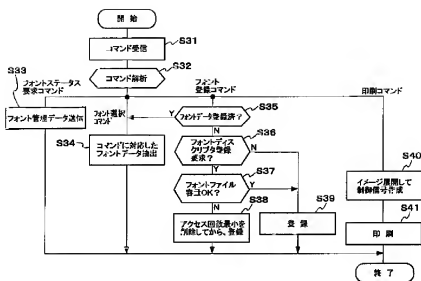 開 始
S31
コマンド受信
S32
コマンド解析
S33
フォントステータス
要求コマンド
フォント管理データ送信
フォント
登録コマンド
印刷コマンド
S35
フォントデータ登録済?
Y
N
フォント選択
コマンド
S34
コマンドに対応した
フォントデータ抽出
S36
フォントディス
クリプタ登録
要求?
N
Y
S37
フォントファイル
容量OK?
Y
N
S38
アクセス回数最小を
削除してから、登録
S39
登 録
S40
イメージ展開して
制御信号作成
S41
印 刷
終 了